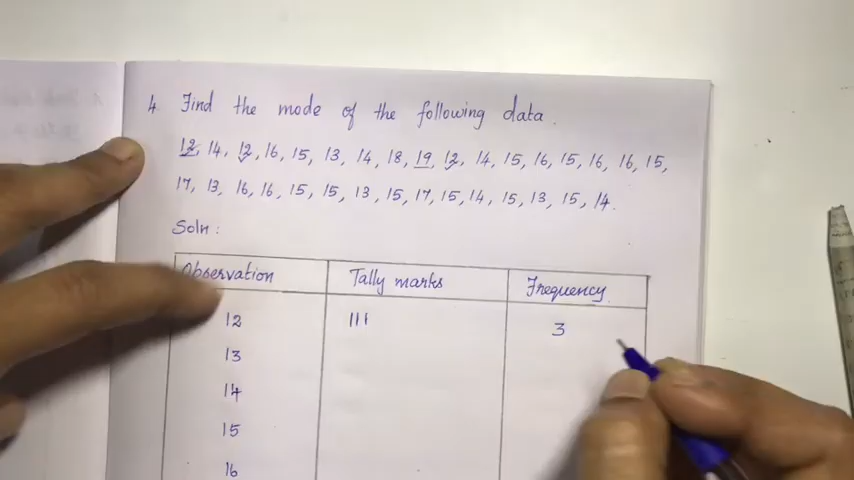 4 Find the mode of the following data.
12, 14, 12, 16, 15, 13, 14, 18, 19, 12, 14, 15, 16, 15, 16, 16, 15,
17, 13, 16, 16, 15, 15, 13, 15, 17, 15, 14, 15, 13, 15, 14.
Soln:
Observation Tally marks Frequency
12 ||| 3
13
14
15
16